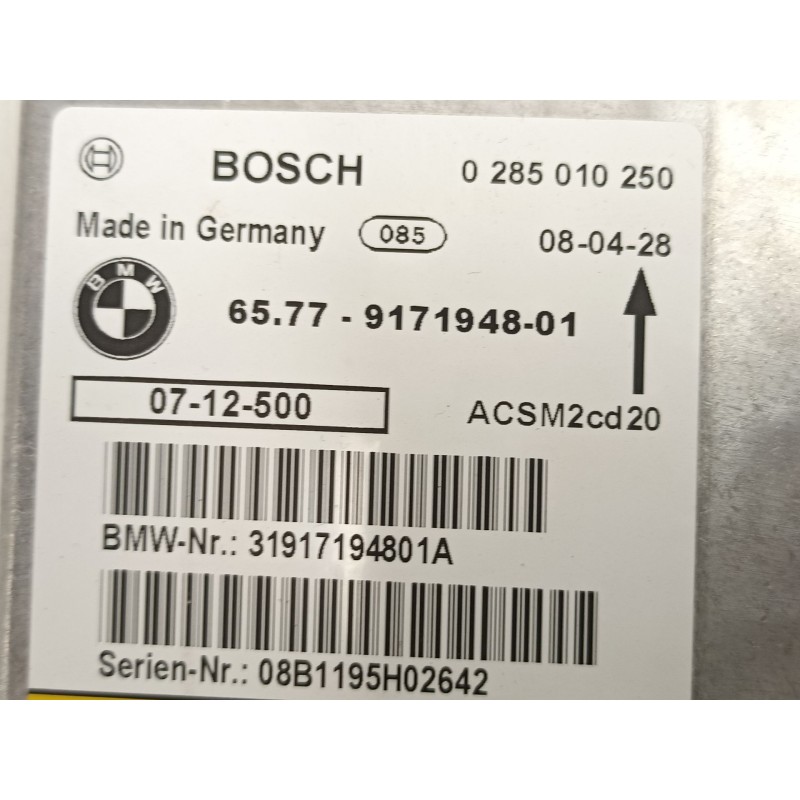 BOSCH 0 285 010 250
Made in Germany 085 08-04-28
BMW
65.77 - 9171948-01
07-12-500 ACSM2cd20
BMW-Nr.: 31917194801A
Serien-Nr.: 08B1195H02642